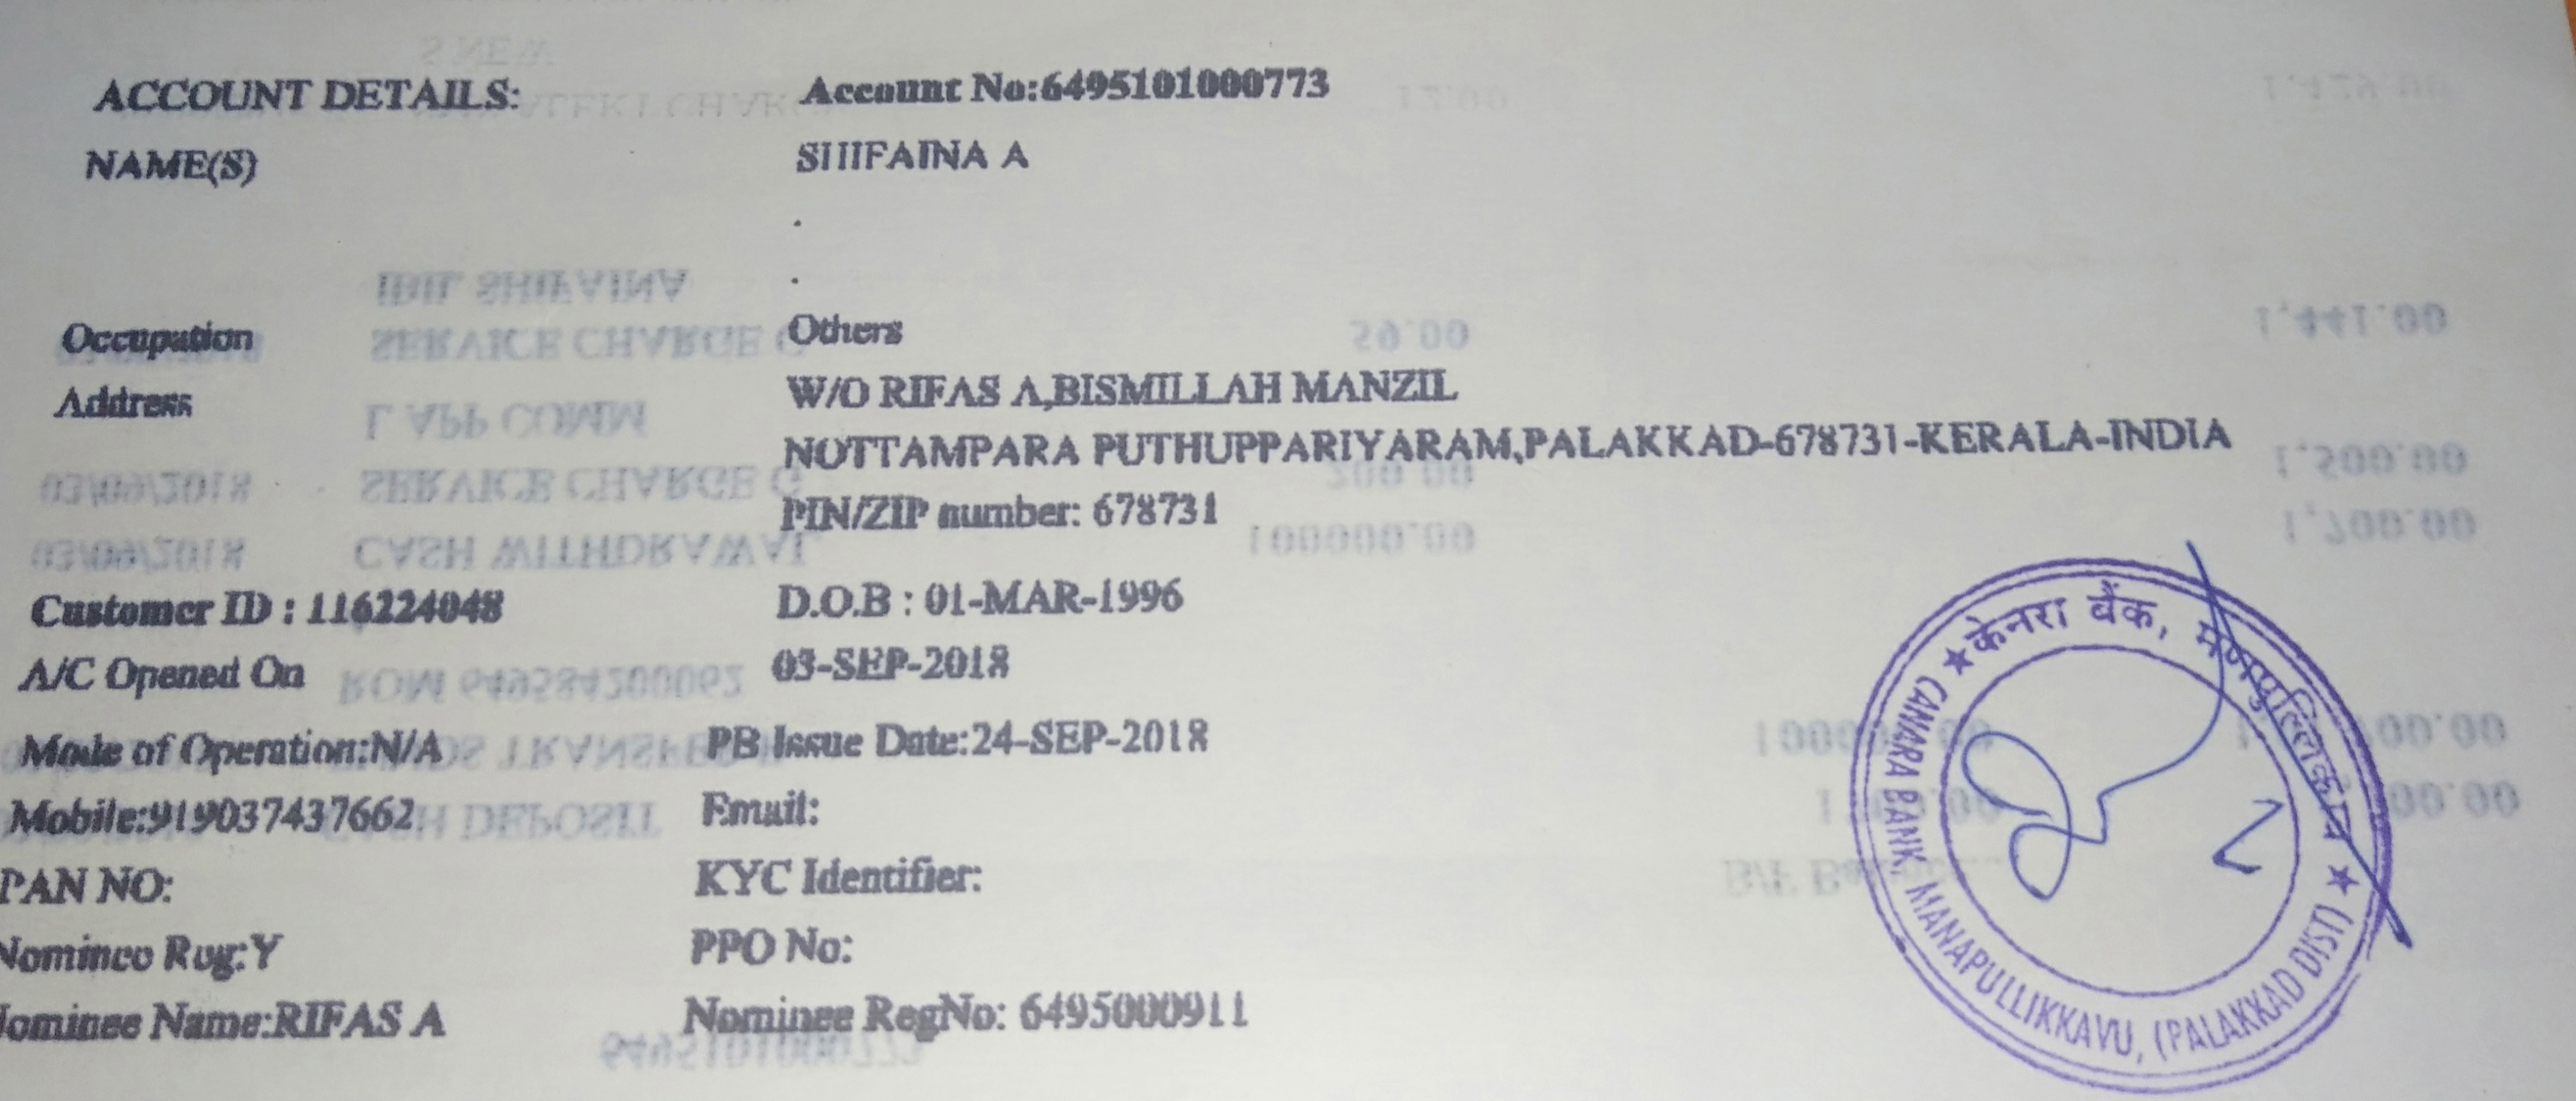 ACCOUNT DETAILS: Account No:6495101000773
NAME(S) SHIFAINA A
.
.
Occupation Others
Address W/O RIFAS A,BISMILLAH MANZIL
NOTTAMPARA PUTHUPPARIYARAM,PALAKKAD-678731-KERALA-INDIA
PIN/ZIP number: 678731
Customer ID : 116224048 D.O.B : 01-MAR-1996
A/C Opened On 03-SEP-2018
Mode of Operation:N/A PB Issue Date:24-SEP-2018
Mobile:919037437662 Email:
PAN NO: KYC Identifier:
Nominee Reg:Y PPO No:
Nominee Name:RIFAS A Nominee RegNo: 6495000911
★ केनरा बैंक, मणपुल्लिकाव ★
CANARA BANK, MANAPULLIKKAVU, (PALAKKAD DIST)